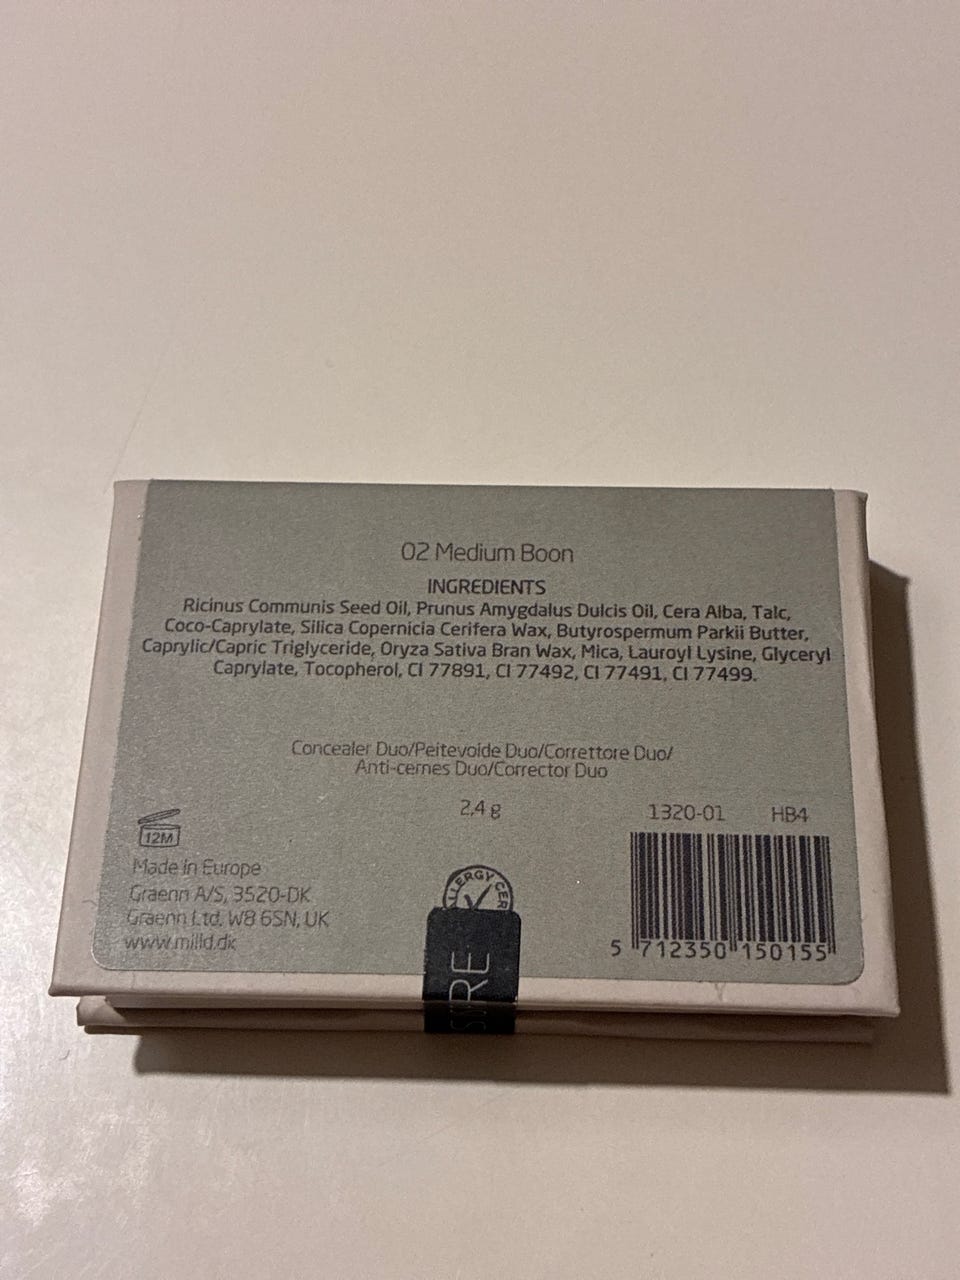 02 Medium Boon
INGREDIENTS
Ricinus Communis Seed Oil, Prunus Amygdalus Dulcis Oil, Cera Alba, Talc,
Coco-Caprylate, Silica Copernicia Cerifera Wax, Butyrospermum Parkii Butter,
Caprylic/Capric Triglyceride, Oryza Sativa Bran Wax, Mica, Lauroyl Lysine, Glyceryl
Caprylate, Tocopherol, CI 77891, CI 77492, CI 77491, CI 77499.
Concealer Duo/Peitevoide Duo/Correttore Duo/
Anti-cernes Duo/Corrector Duo
2,4 g
1320-01 HB4
12M
Made in Europe
Graenn A/S, 3520-DK
Graenn Ltd. W8 6SN, UK
www.milld.dk
LERGY CER
5 712350 150155